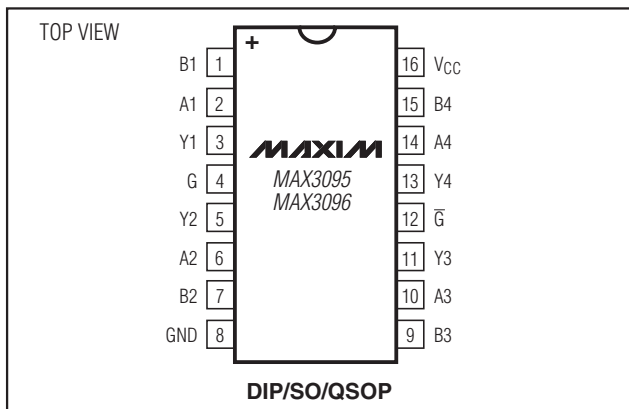 TOP VIEW
+
B1 1
A1 2
Y1 3
G 4
Y2 5
A2 6
B2 7
GND 8
MAXIM
MAX3095
MAX3096
16 VCC
15 B4
14 A4
13 Y4
12 G̅
11 Y3
10 A3
9 B3
DIP/SO/QSOP